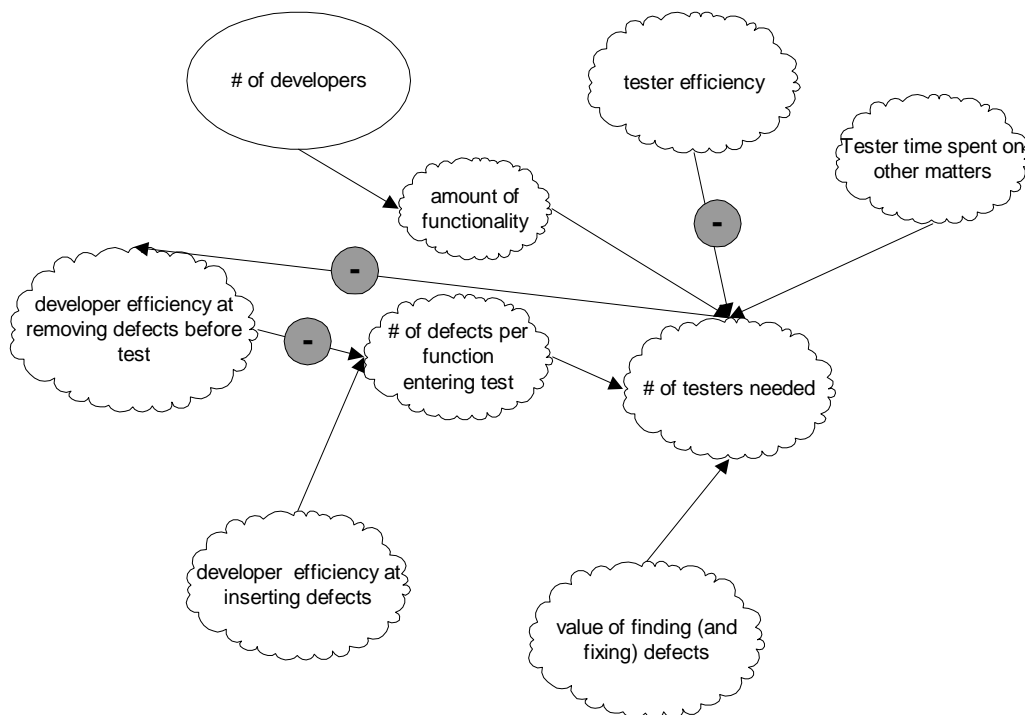 # of developers
tester efficiency
Tester time spent on
other matters
amount of
functionality
-
-
developer efficiency at
removing defects before
test
-
# of defects per
function
entering test
# of testers needed
developer efficiency at
inserting defects
value of finding (and
fixing) defects